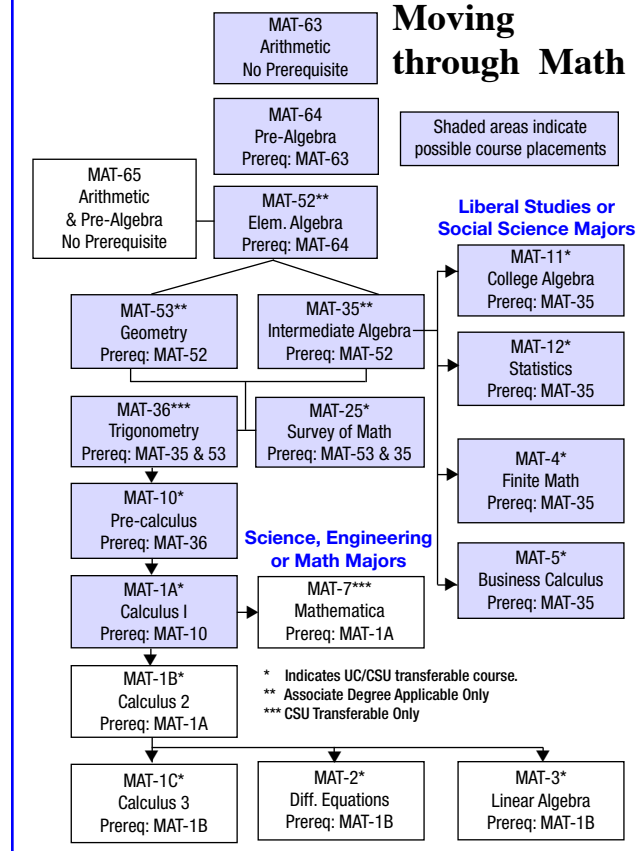 Moving
through Math
MAT-63
Arithmetic
No Prerequisite
MAT-64
Pre-Algebra
Prereq: MAT-63
Shaded areas indicate
possible course placements
MAT-65
Arithmetic
& Pre-Algebra
No Prerequisite
MAT-52**
Elem. Algebra
Prereq: MAT-64
Liberal Studies or
Social Science Majors
MAT-11*
College Algebra
Prereq: MAT-35
MAT-53**
Geometry
Prereq: MAT-52
MAT-35**
Intermediate Algebra
Prereq: MAT-52
MAT-12*
Statistics
Prereq: MAT-35
MAT-36***
Trigonometry
Prereq: MAT-35 & 53
MAT-25*
Survey of Math
Prereq: MAT-53 & 35
MAT-4*
Finite Math
Prereq: MAT-35
MAT-10*
Pre-calculus
Prereq: MAT-36
Science, Engineering
or Math Majors
MAT-5*
Business Calculus
Prereq: MAT-35
MAT-1A*
Calculus I
Prereq: MAT-10
MAT-7***
Mathematica
Prereq: MAT-1A
MAT-1B*
Calculus 2
Prereq: MAT-1A
* Indicates UC/CSU transferable course.
** Associate Degree Applicable Only
*** CSU Transferable Only
MAT-1C*
Calculus 3
Prereq: MAT-1B
MAT-2*
Diff. Equations
Prereq: MAT-1B
MAT-3*
Linear Algebra
Prereq: MAT-1B